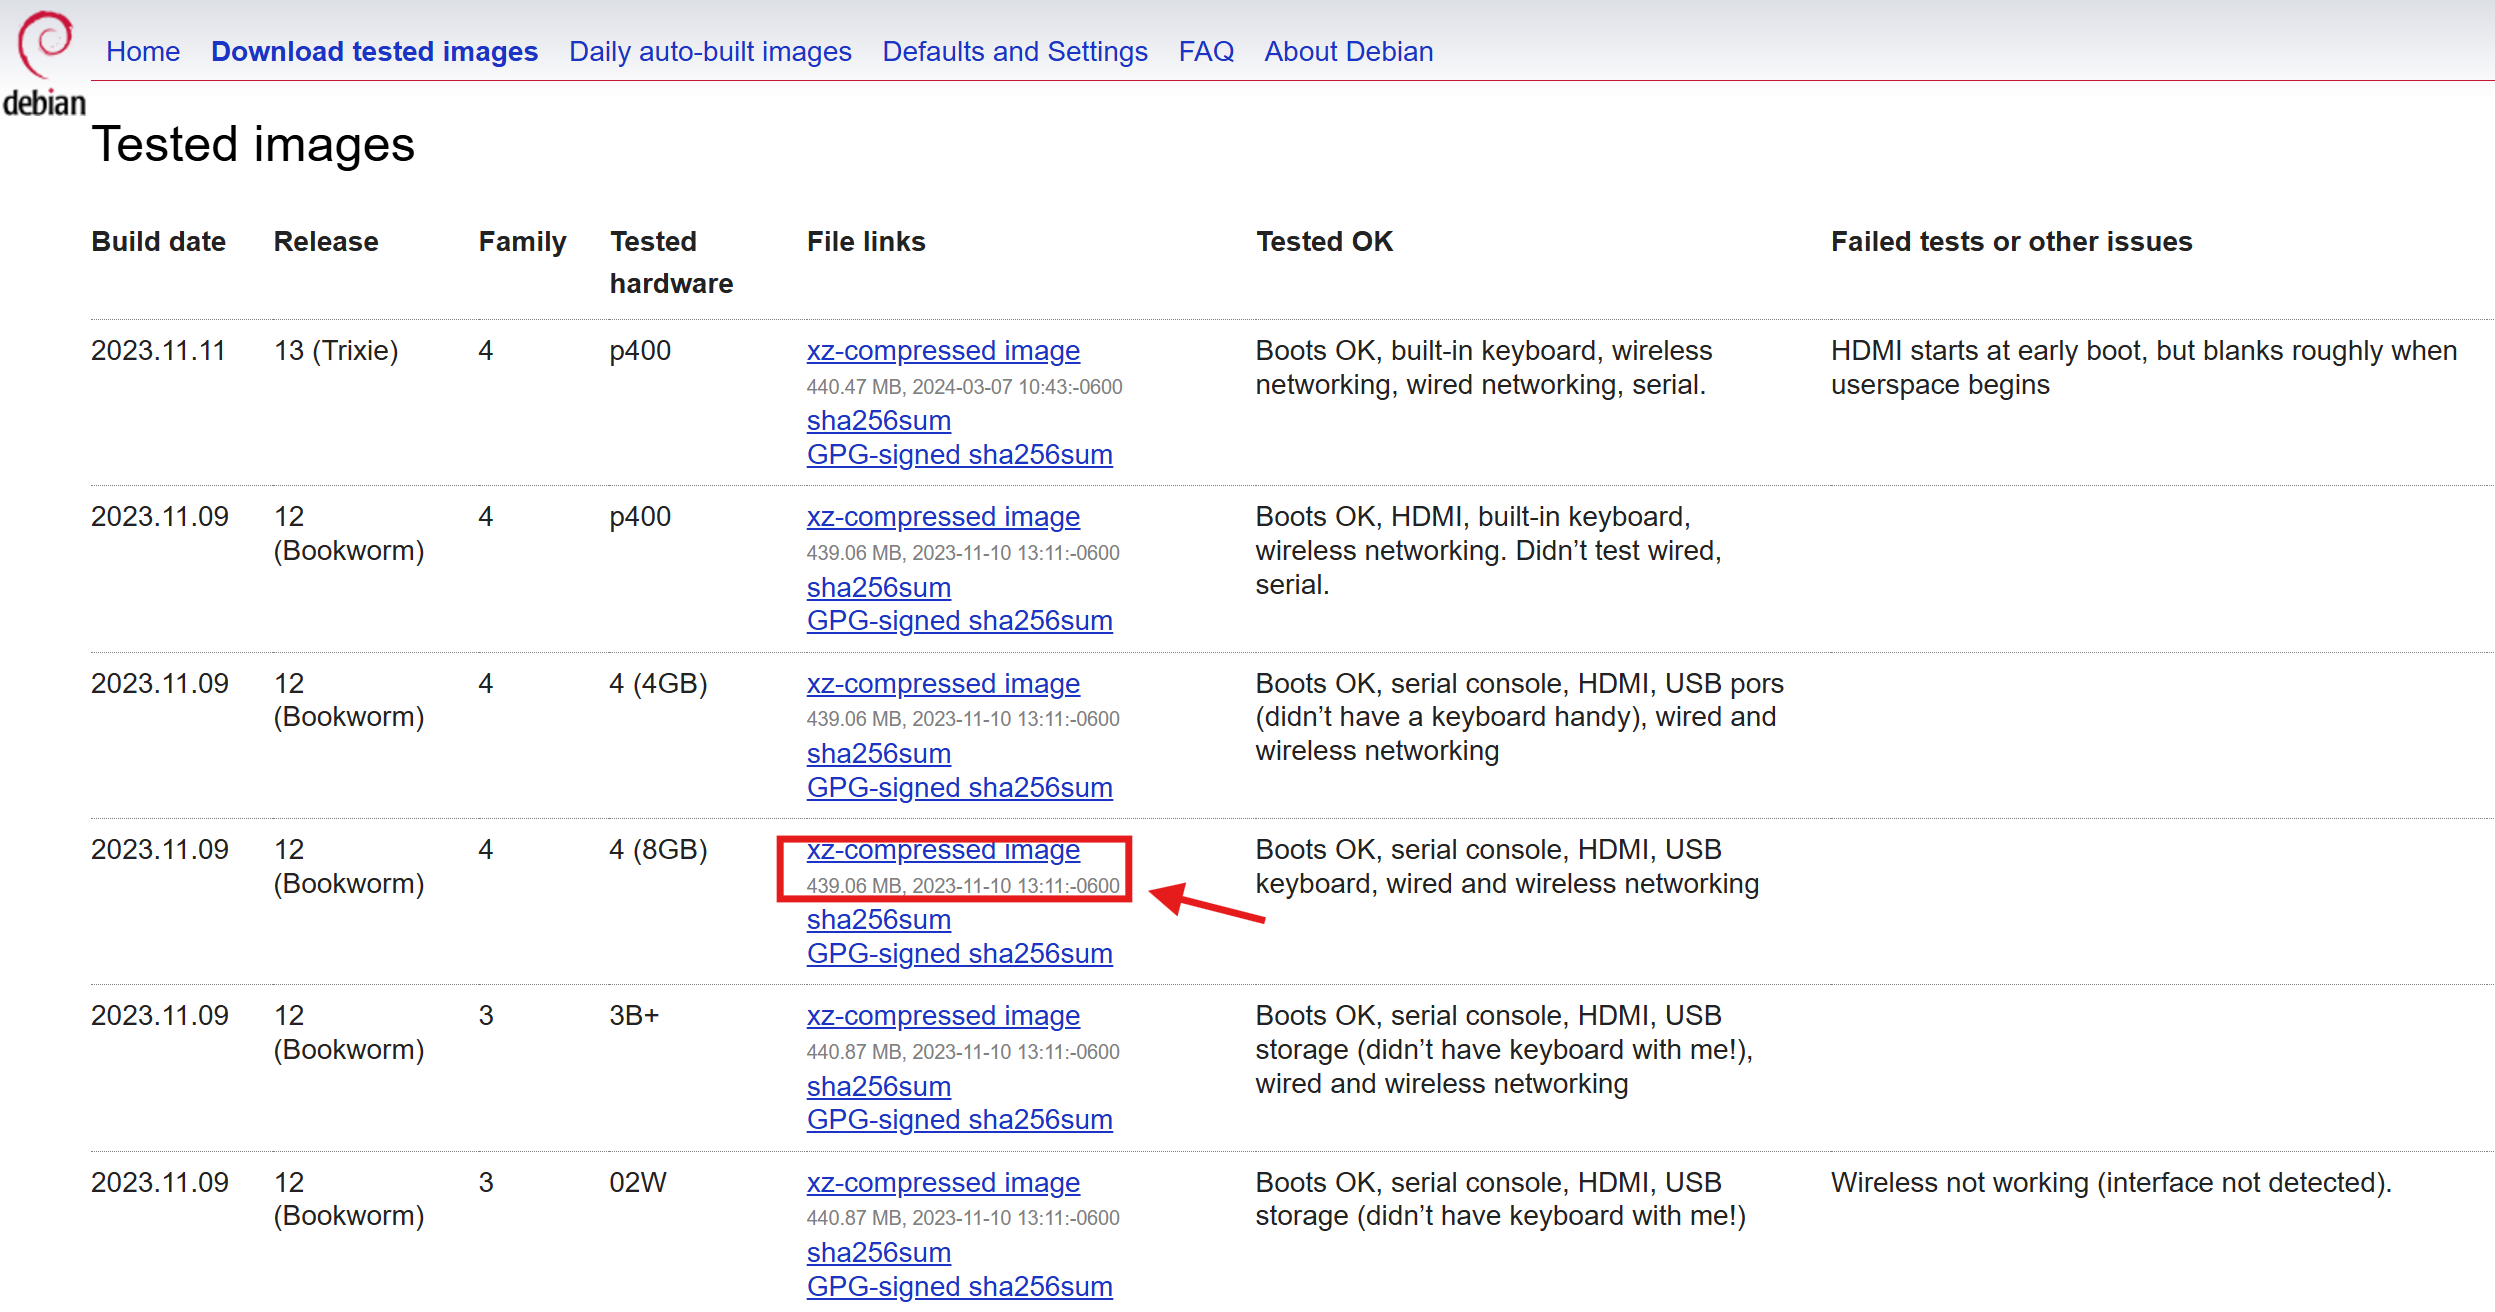 Home Download tested images Daily auto-built images Defaults and Settings FAQ About Debian
debian
Tested images
Build date Release Family Tested hardware File links Tested OK Failed tests or other issues
2023.11.11 13 (Trixie) 4 p400 xz-compressed image Boots OK, built-in keyboard, wireless HDMI starts at early boot, but blanks roughly when
440.47 MB, 2024-03-07 10:43:-0600 networking, wired networking, serial. userspace begins
sha256sum
GPG-signed sha256sum
2023.11.09 12 4 p400 xz-compressed image Boots OK, HDMI, built-in keyboard,
(Bookworm) 439.06 MB, 2023-11-10 13:11:-0600 wireless networking. Didn’t test wired,
sha256sum serial.
GPG-signed sha256sum
2023.11.09 12 4 4 (4GB) xz-compressed image Boots OK, serial console, HDMI, USB pors
(Bookworm) 439.06 MB, 2023-11-10 13:11:-0600 (didn’t have a keyboard handy), wired and
sha256sum wireless networking
GPG-signed sha256sum
2023.11.09 12 4 4 (8GB) xz-compressed image Boots OK, serial console, HDMI, USB
(Bookworm) 439.06 MB, 2023-11-10 13:11:-0600 keyboard, wired and wireless networking
sha256sum
GPG-signed sha256sum
2023.11.09 12 3 3B+ xz-compressed image Boots OK, serial console, HDMI, USB
(Bookworm) 440.87 MB, 2023-11-10 13:11:-0600 storage (didn’t have keyboard with me!),
sha256sum wired and wireless networking
GPG-signed sha256sum
2023.11.09 12 3 02W xz-compressed image Boots OK, serial console, HDMI, USB Wireless not working (interface not detected).
(Bookworm) 440.87 MB, 2023-11-10 13:11:-0600 storage (didn’t have keyboard with me!)
sha256sum
GPG-signed sha256sum